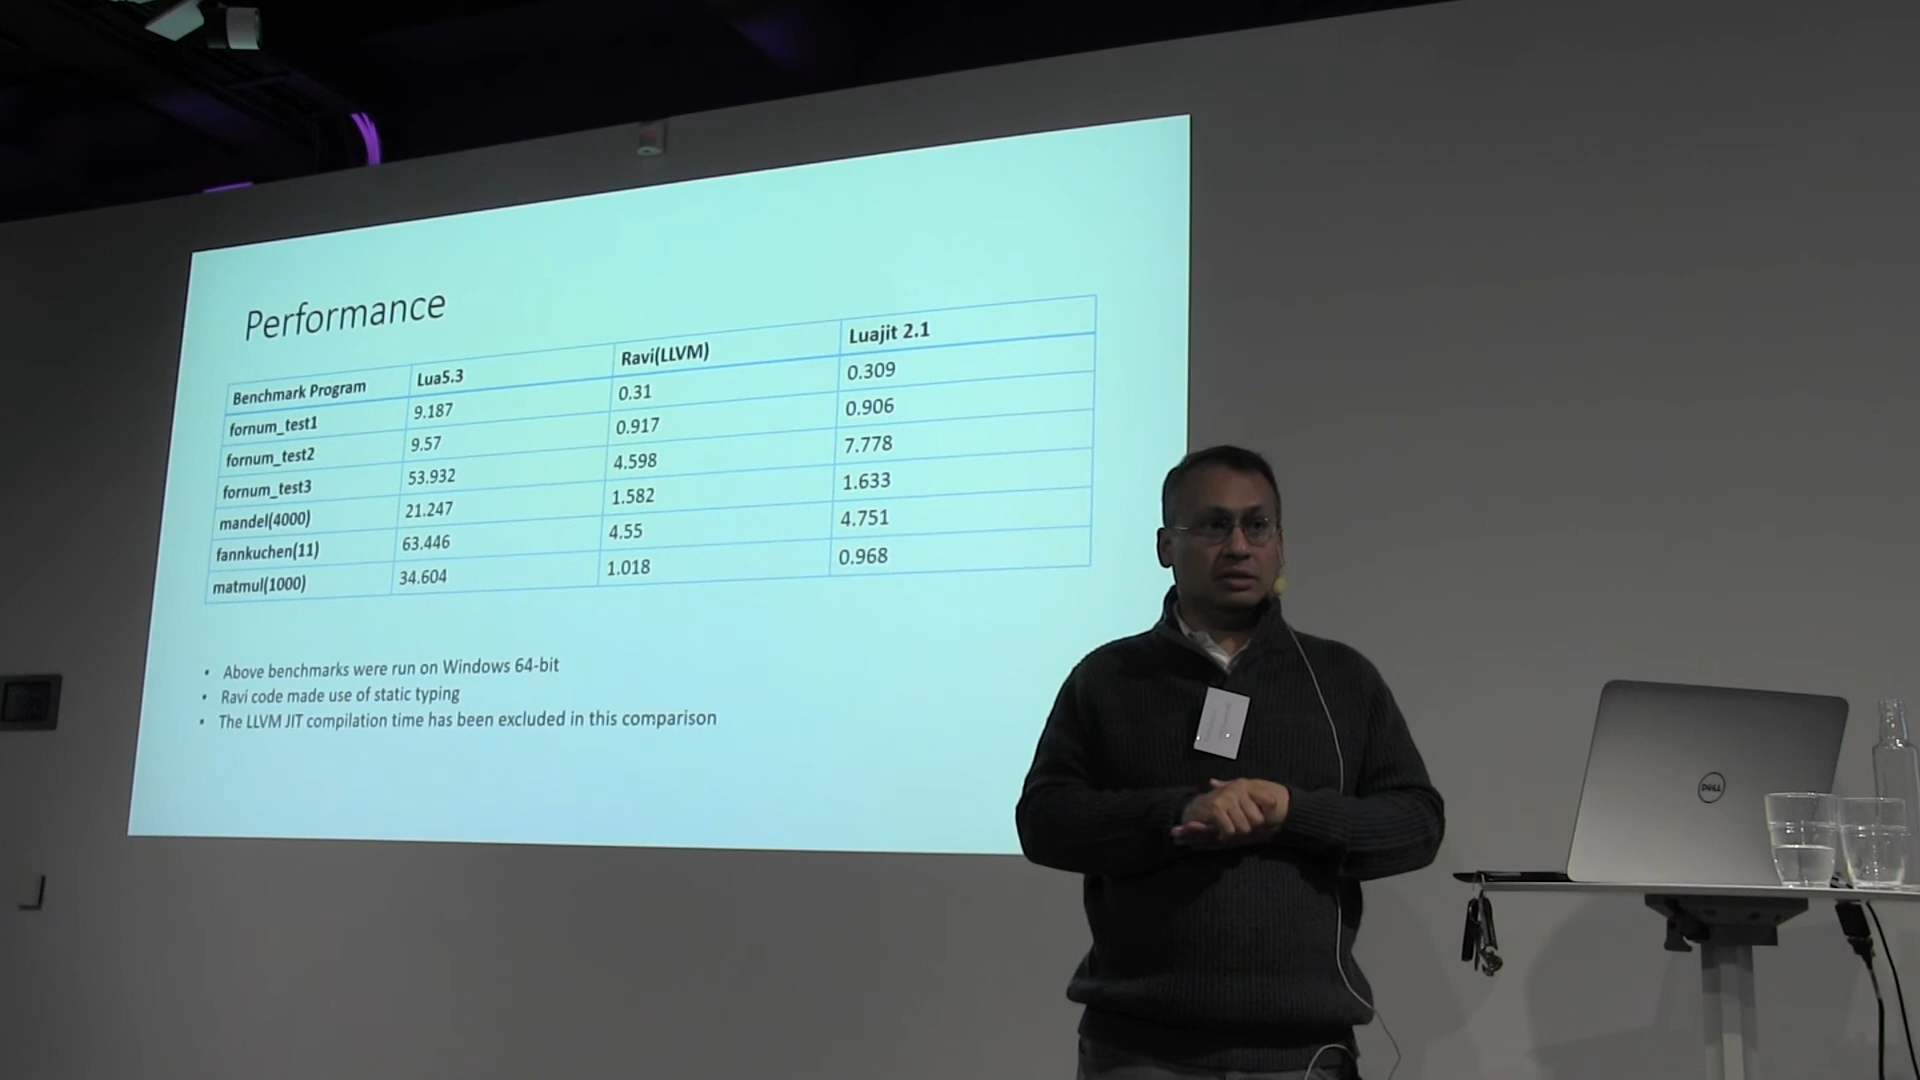 Performance
Benchmark Program Lua5.3 Ravi(LLVM) Luajit 2.1
fornum_test1 9.187 0.31 0.309
fornum_test2 9.57 0.917 0.906
fornum_test3 53.932 4.598 7.778
mandel(4000) 21.247 1.582 1.633
fannkuchen(11) 63.446 4.55 4.751
matmul(1000) 34.604 1.018 0.968
• Above benchmarks were run on Windows 64-bit
• Ravi code made use of static typing
• The LLVM JIT compilation time has been excluded in this comparison
DELL